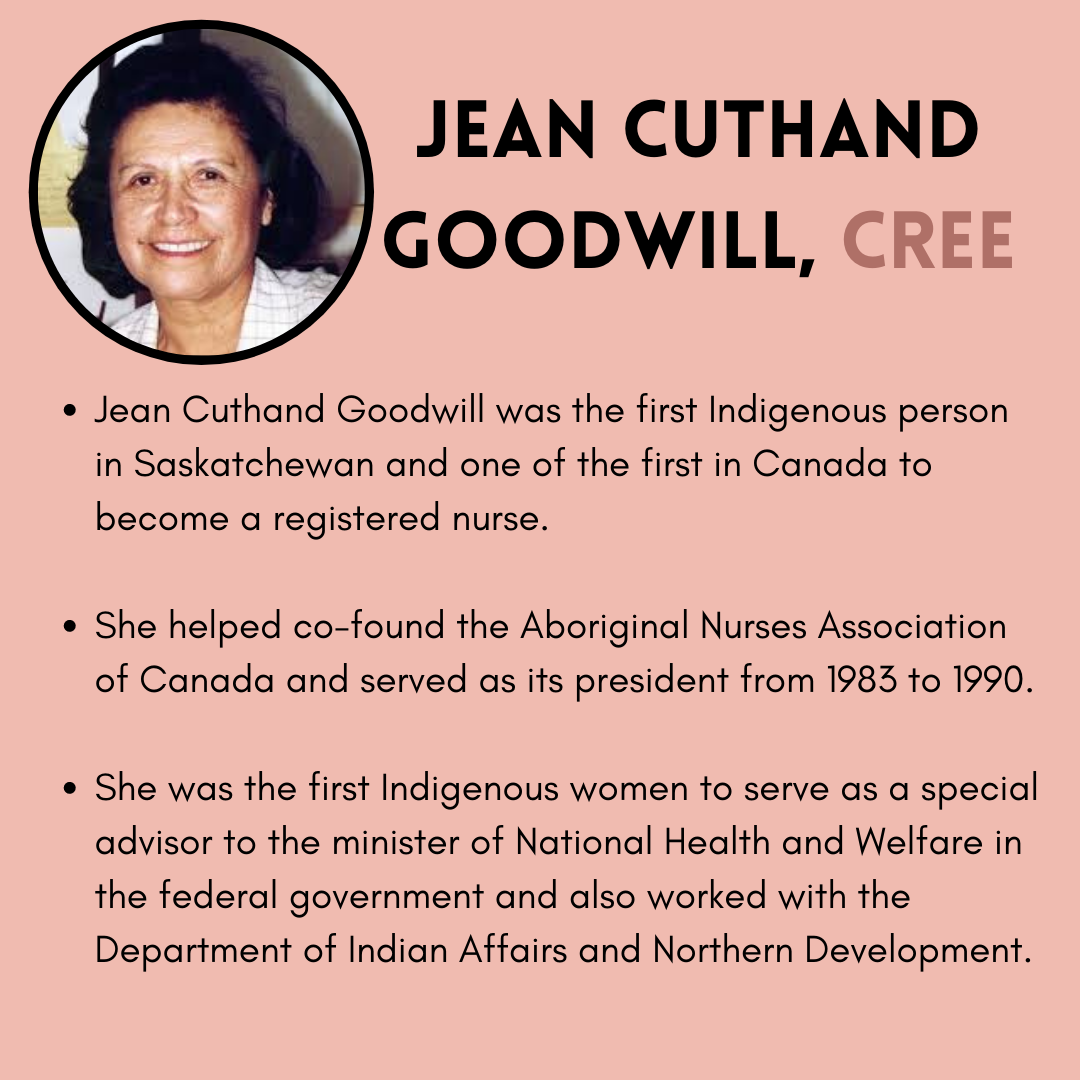 JEAN CUTHAND
GOODWILL, CREE
• Jean Cuthand Goodwill was the first Indigenous person
in Saskatchewan and one of the first in Canada to
become a registered nurse.
• She helped co-found the Aboriginal Nurses Association
of Canada and served as its president from 1983 to 1990.
• She was the first Indigenous women to serve as a special
advisor to the minister of National Health and Welfare in
the federal government and also worked with the
Department of Indian Affairs and Northern Development.